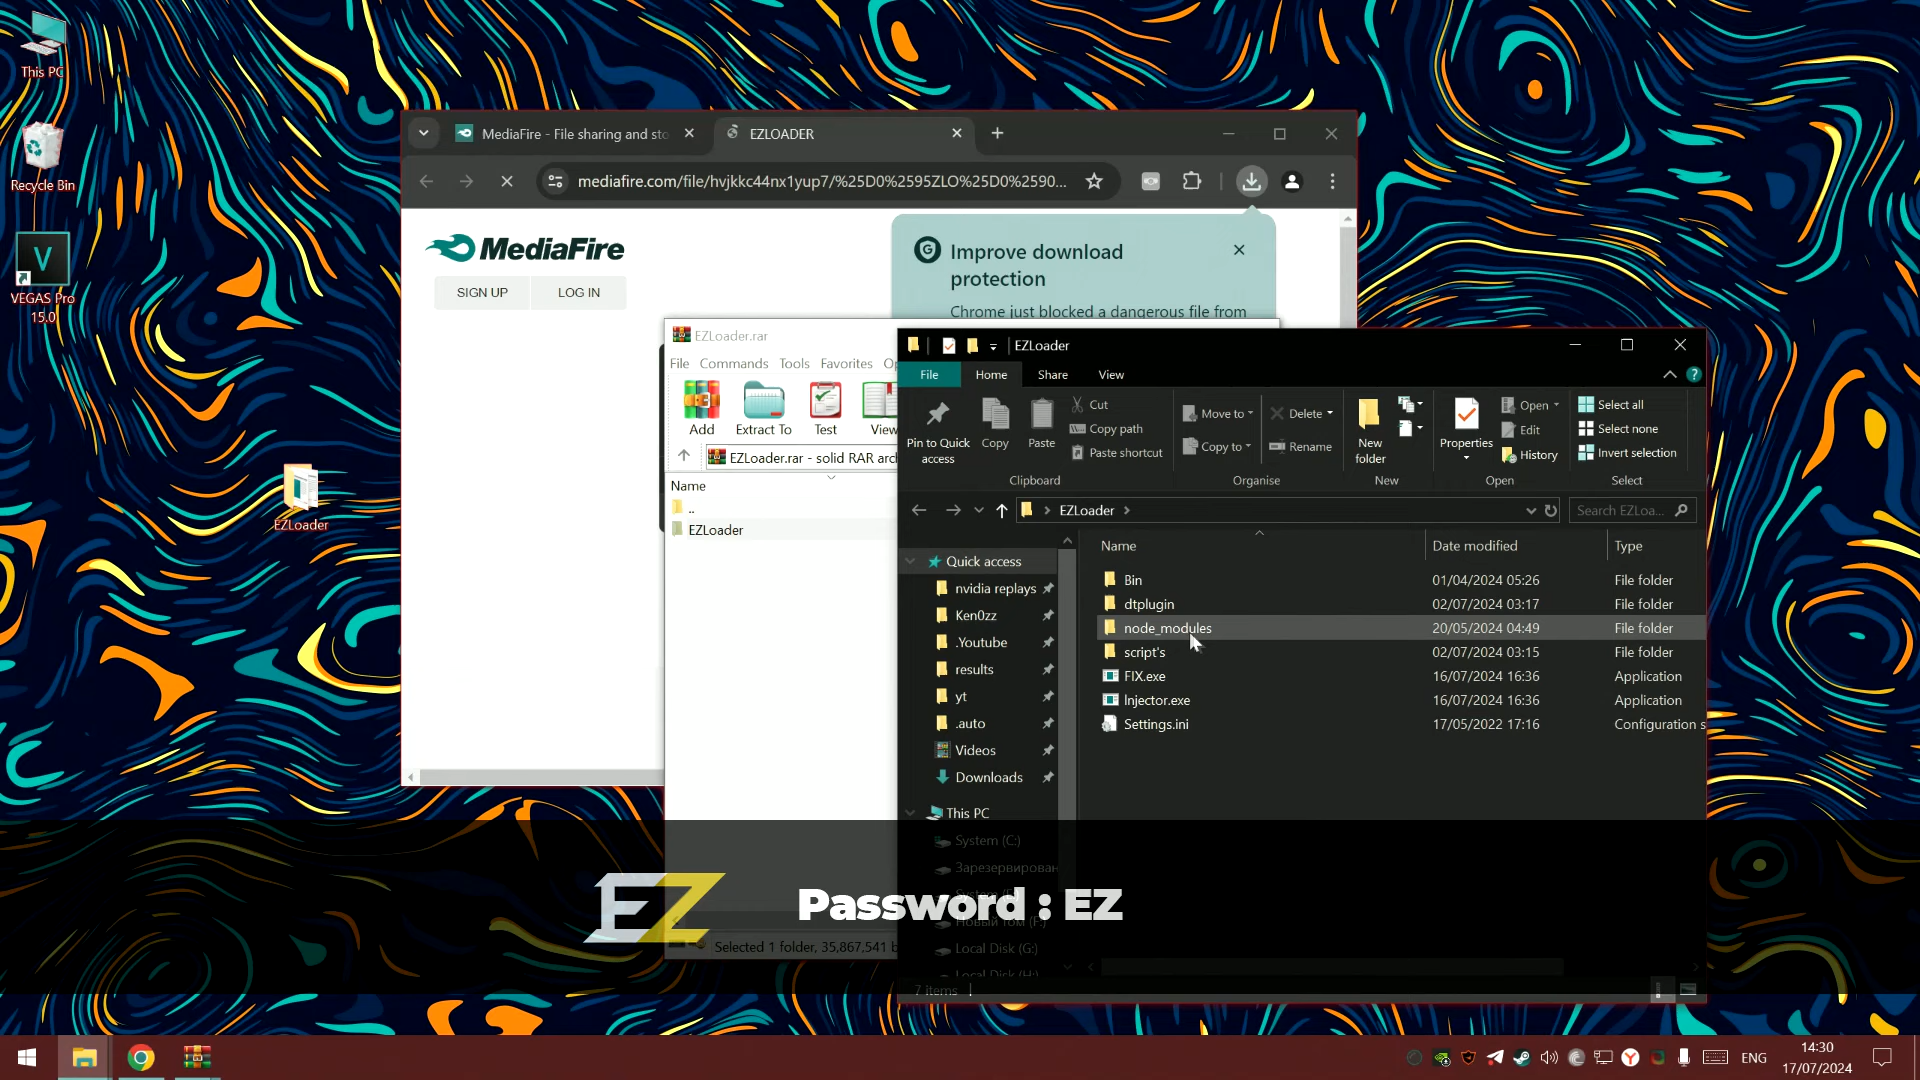 This PC
Recycle Bin
VEGAS Pro
15.0
EZLoader
MediaFire - File sharing and sto
EZLOADER
mediafire.com/file/hvjkkc44nx1yup7/%25D0%2595ZLO%25D0%2590...
MediaFire
SIGN UP
LOG IN
Improve download
protection
Chrome just blocked a dangerous file from
EZLoader.rar
File Commands Tools Favorites
Add
Extract To
Test
View
EZLoader.rar - solid RAR arch
Name
..
EZLoader
Selected 1 folder, 35,867,541 b
EZLoader
File
Home
Share
View
Pin to Quick
access
Copy
Paste
Cut
Copy path
Paste shortcut
Clipboard
Move to
Copy to
Delete
Rename
Organise
New
folder
New
Properties
Open
Edit
History
Open
Select all
Select none
Invert selection
Select
EZLoader
Search EZLoa...
Quick access
nvidia replays
Ken0zz
.Youtube
results
yt
.auto
Videos
Downloads
This PC
System (C:)
Зарезервирован
Новый том (F:)
Local Disk (G:)
Local Disk (H:)
Name Date modified Type
Bin 01/04/2024 05:26 File folder
dtplugin 02/07/2024 03:17 File folder
node_modules 20/05/2024 04:49 File folder
script's 02/07/2024 03:15 File folder
FIX.exe 16/07/2024 16:36 Application
Injector.exe 16/07/2024 16:36 Application
Settings.ini 17/05/2022 17:16 Configuration s
7 items
EZ
Password : EZ
ENG
14:30
17/07/2024